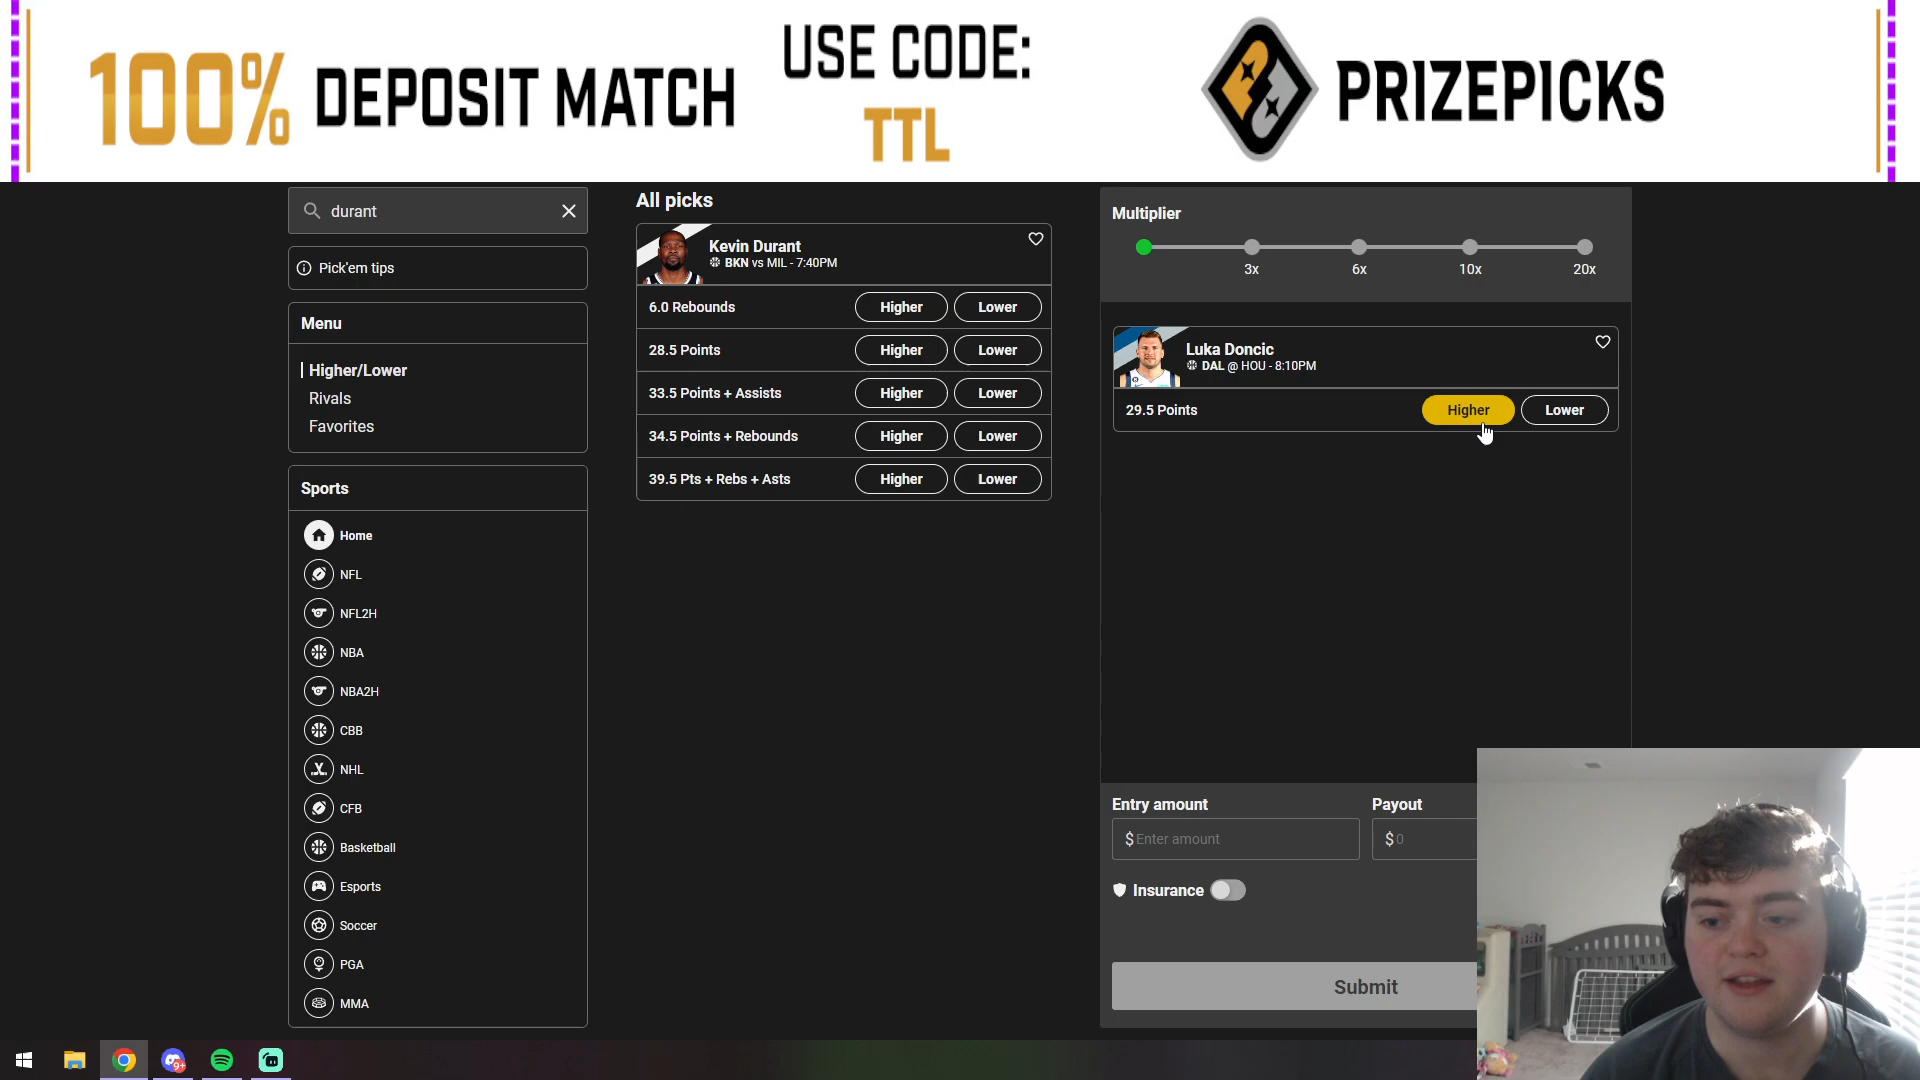 100% DEPOSIT MATCH
USE CODE:
TTL
PRIZEPICKS
durant
Pick'em tips
Menu
Higher/Lower
Rivals
Favorites
Sports
Home
NFL
NFL2H
NBA
NBA2H
CBB
NHL
CFB
Basketball
Esports
Soccer
PGA
MMA
All picks
Kevin Durant
BKN vs MIL - 7:40PM
6.0 Rebounds Higher Lower
28.5 Points Higher Lower
33.5 Points + Assists Higher Lower
34.5 Points + Rebounds Higher Lower
39.5 Pts + Rebs + Asts Higher Lower
Multiplier
3x 6x 10x 20x
Luka Doncic
DAL @ HOU - 8:10PM
29.5 Points Higher Lower
Entry amount Payout
$ Enter amount $ 0
Insurance
Submit
9+